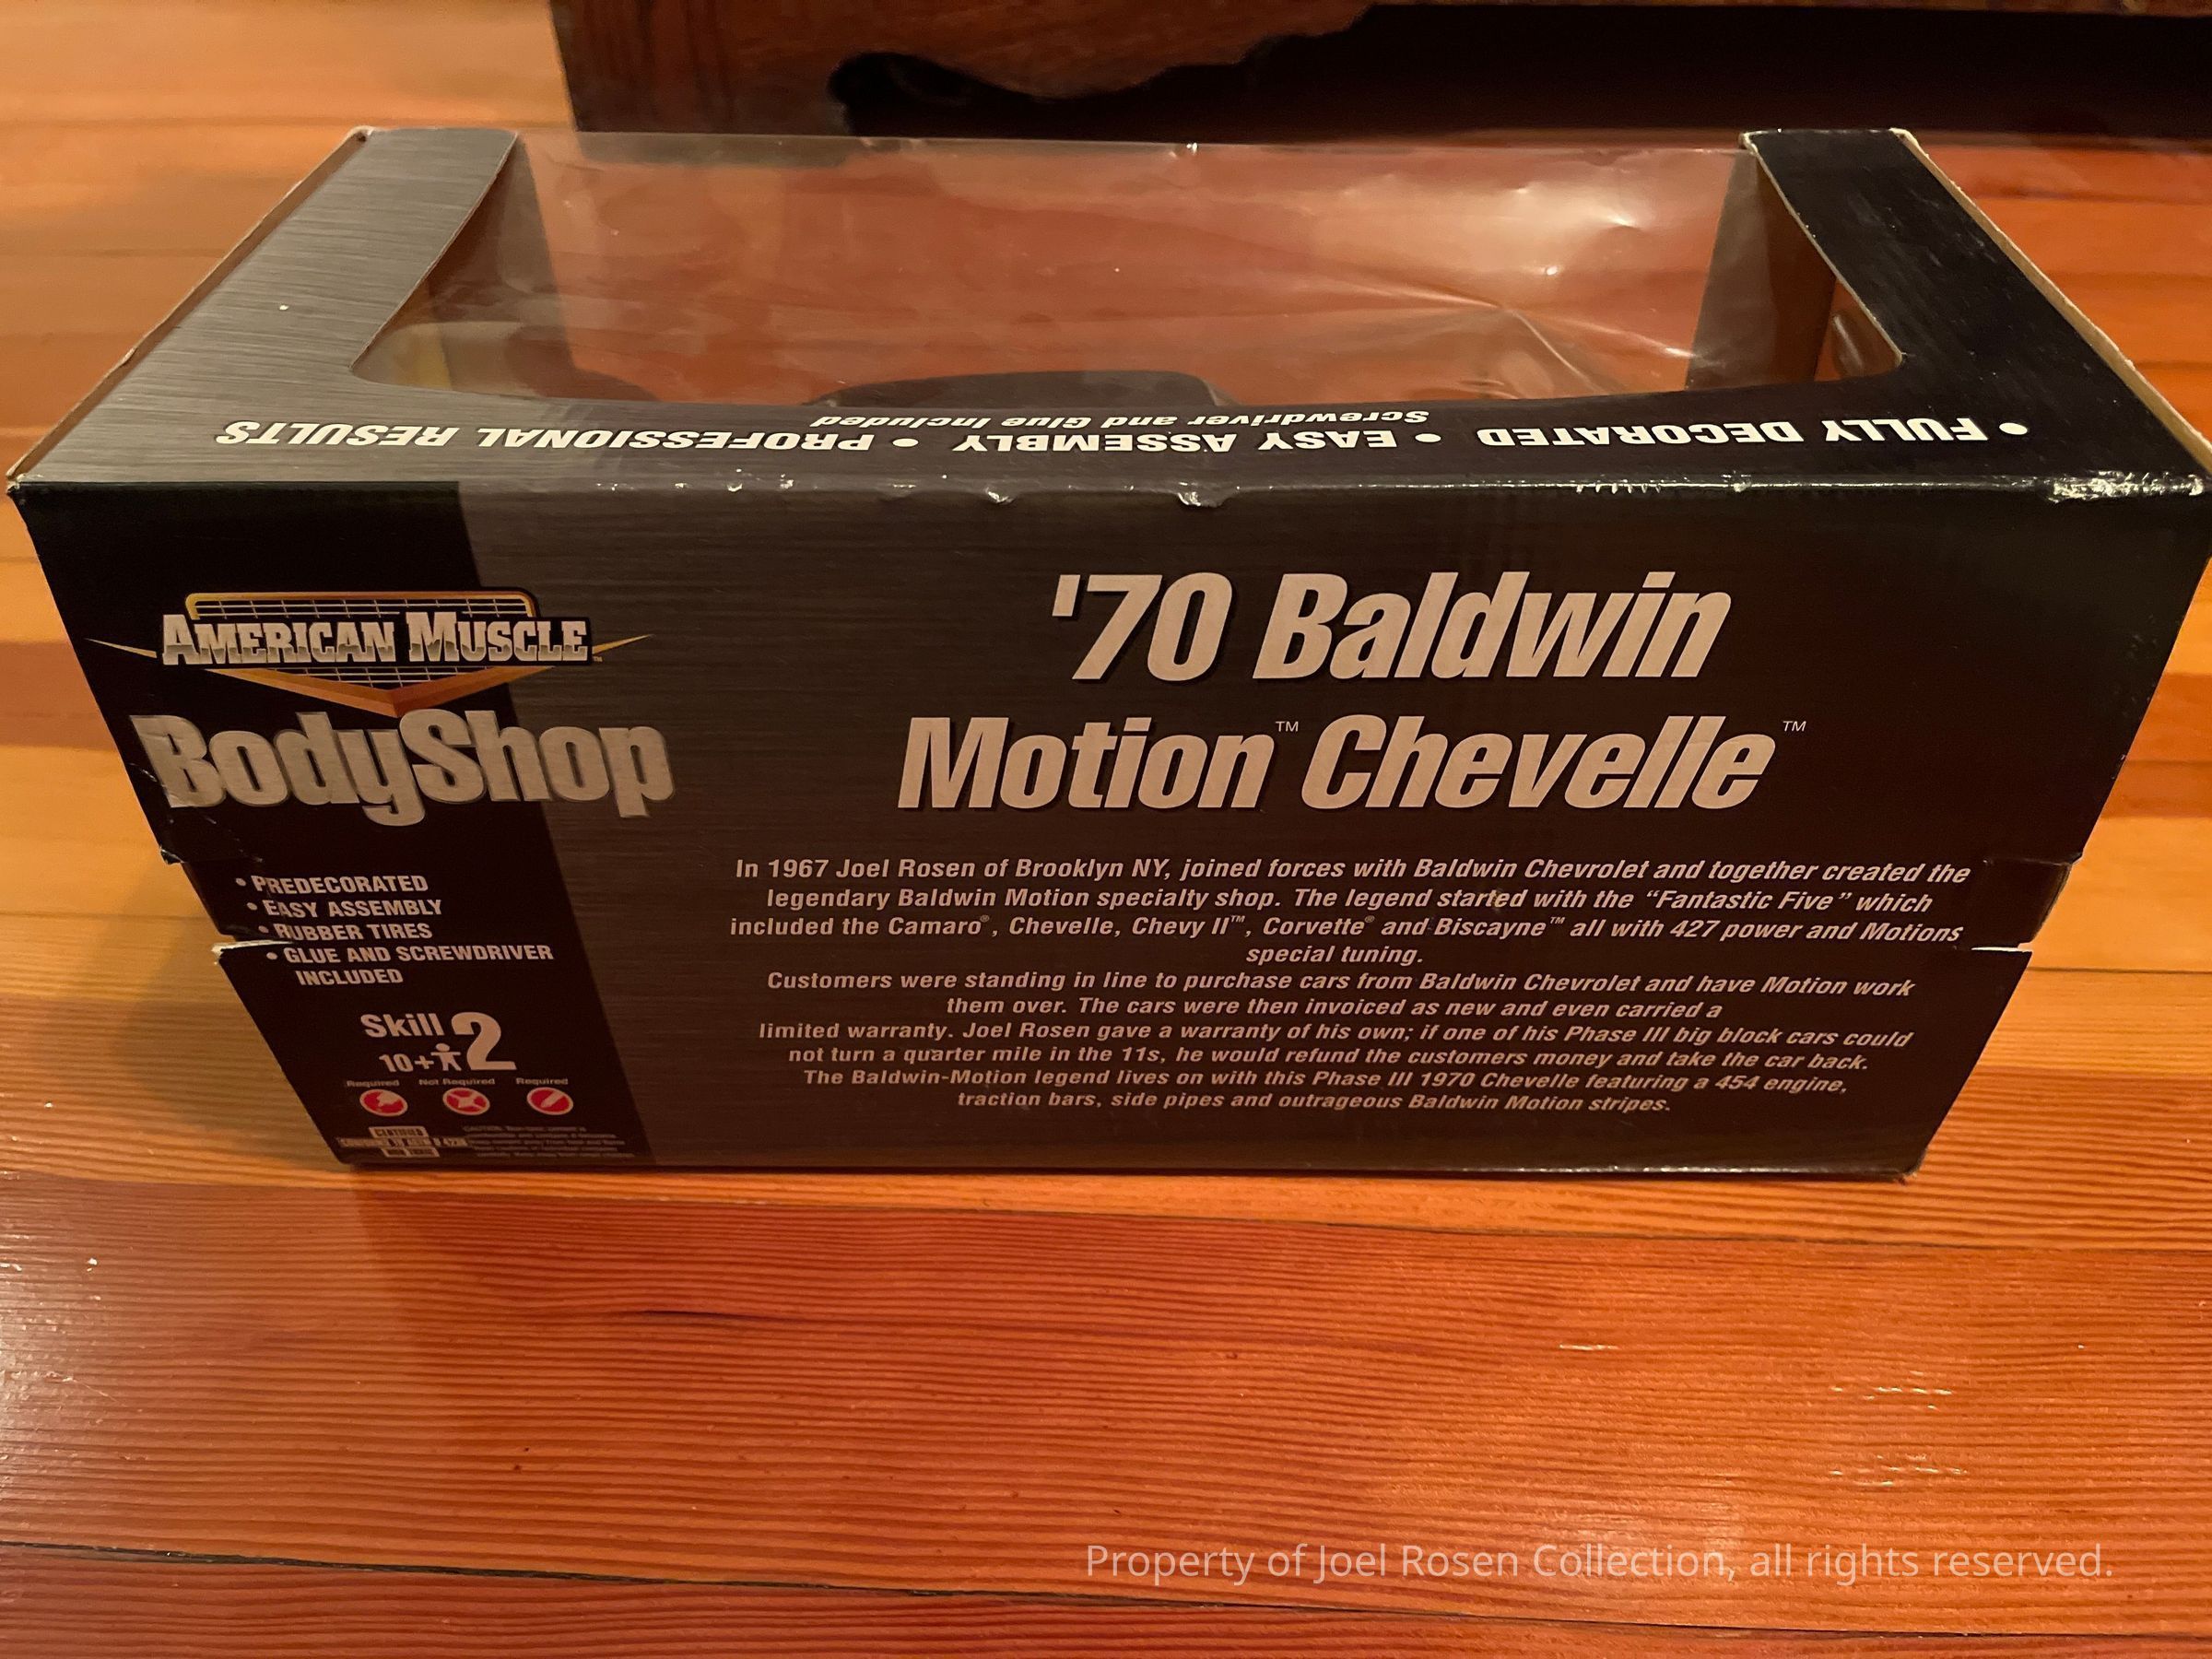 • FULLY DECORATED • EASY ASSEMBLY • PROFESSIONAL RESULTS
Screwdriver and Glue Included
AMERICAN MUSCLE™
BodyShop
• PREDECORATED
• EASY ASSEMBLY
• RUBBER TIRES
• GLUE AND SCREWDRIVER
INCLUDED
Skill 2
10+
Required Not Required Required
CERTIFIED
'70 Baldwin
Motion™ Chevelle™
In 1967 Joel Rosen of Brooklyn NY, joined forces with Baldwin Chevrolet and together created the
legendary Baldwin Motion specialty shop. The legend started with the “Fantastic Five” which
included the Camaro®, Chevelle, Chevy II™, Corvette® and Biscayne™ all with 427 power and Motions
special tuning.
Customers were standing in line to purchase cars from Baldwin Chevrolet and have Motion work
them over. The cars were then invoiced as new and even carried a
limited warranty. Joel Rosen gave a warranty of his own; if one of his Phase III big block cars could
not turn a quarter mile in the 11s, he would refund the customers money and take the car back.
The Baldwin-Motion legend lives on with this Phase III 1970 Chevelle featuring a 454 engine,
traction bars, side pipes and outrageous Baldwin Motion stripes.
Property of Joel Rosen Collection, all rights reserved.